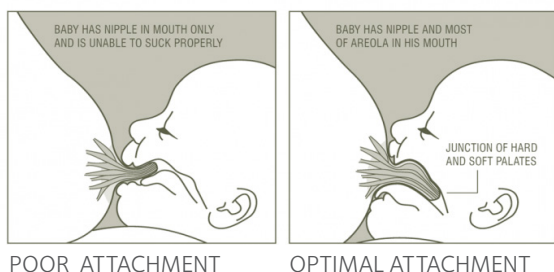 BABY HAS NIPPLE IN MOUTH ONLY
AND IS UNABLE TO SUCK PROPERLY
BABY HAS NIPPLE AND MOST
OF AREOLA IN HIS MOUTH
JUNCTION OF HARD
AND SOFT PALATES
POOR ATTACHMENT
OPTIMAL ATTACHMENT